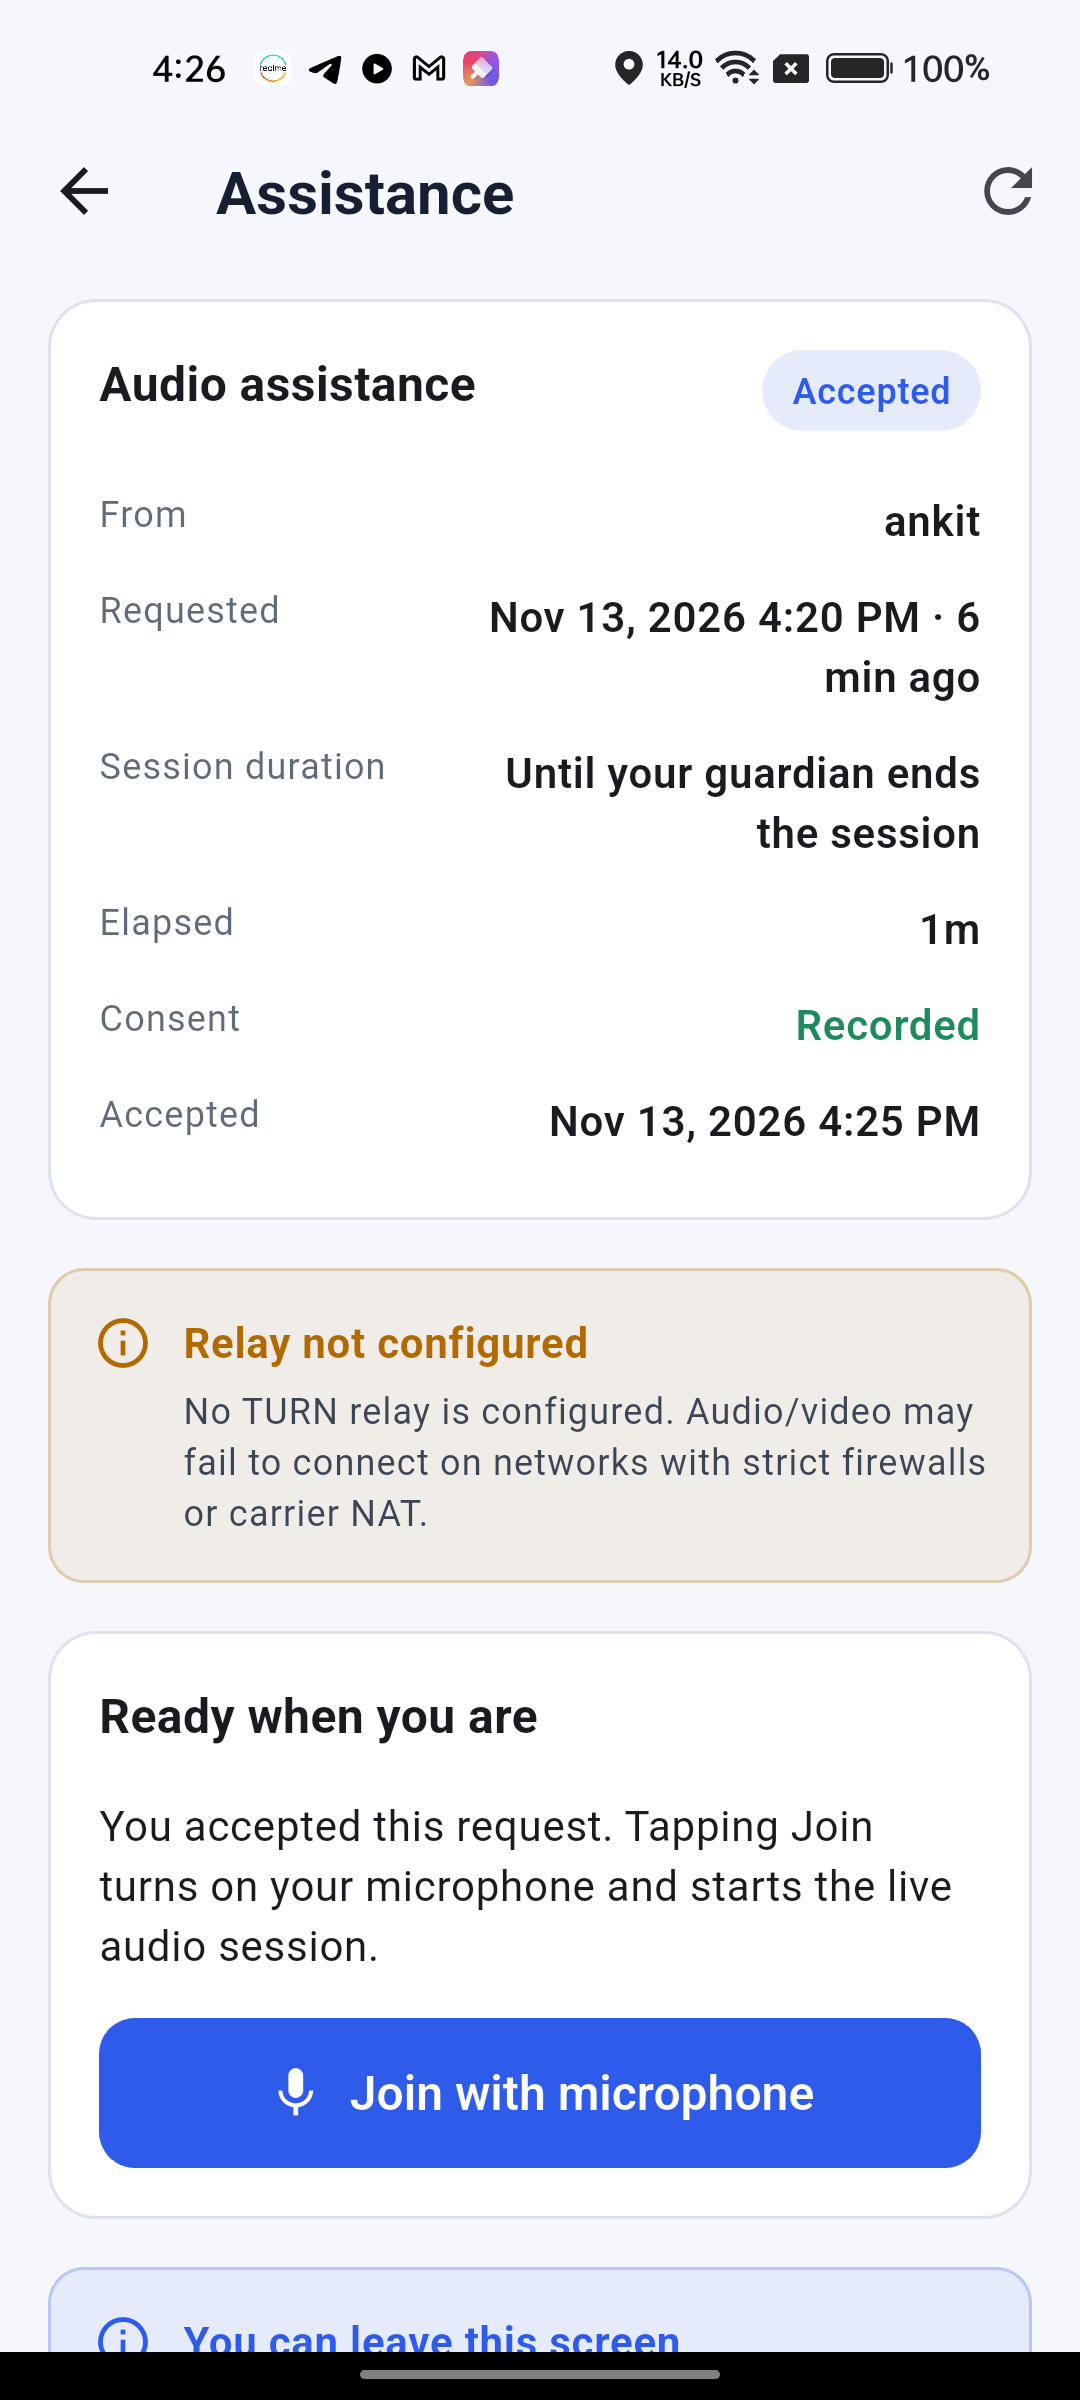 4:26
realme
14.0
KB/S
100%
Assistance
Audio assistance
Accepted
From
ankit
Requested
Nov 13, 2026 4:20 PM · 6
min ago
Session duration
Until your guardian ends
the session
Elapsed
1m
Consent
Recorded
Accepted
Nov 13, 2026 4:25 PM
Relay not configured
No TURN relay is configured. Audio/video may
fail to connect on networks with strict firewalls
or carrier NAT.
Ready when you are
You accepted this request. Tapping Join
turns on your microphone and starts the live
audio session.
Join with microphone
You can leave this screen